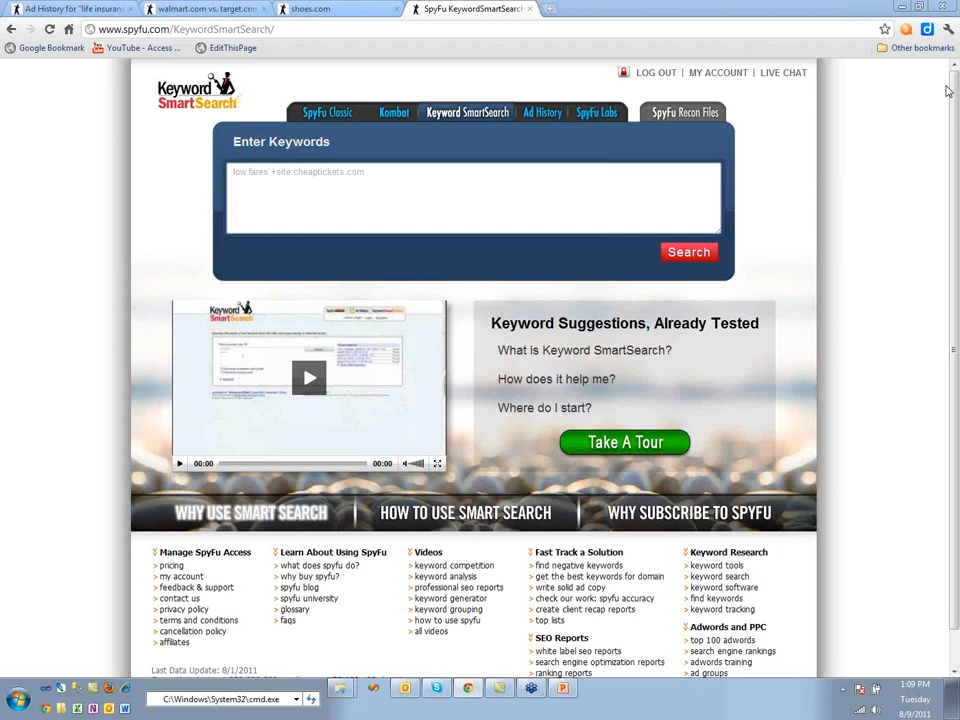 Ad History for "life insuranc
walmart.com vs. target.com
shoes.com
SpyFu KeywordSmartSearch
www.spyfu.com/KeywordSmartSearch/
Google Bookmark
YouTube - Access ...
EditThisPage
Other bookmarks
LOG OUT | MY ACCOUNT | LIVE CHAT
Keyword
SmartSearch
SpyFu Classic
Kombat
Keyword SmartSearch
Ad History
SpyFu Labs
SpyFu Recon Files
Enter Keywords
low fares +site:cheaptickets.com
Search
Keyword
SmartSearch
Keyword Suggestions, Already Tested
What is Keyword SmartSearch?
How does it help me?
Where do I start?
Take A Tour
00:00
00:00
WHY USE SMART SEARCH
HOW TO USE SMART SEARCH
WHY SUBSCRIBE TO SPYFU
Manage SpyFu Access
> pricing
> my account
> feedback & support
> contact us
> privacy policy
> terms and conditions
> cancellation policy
> affiliates
Learn About Using SpyFu
> what does spyfu do?
> why buy spyfu?
> spyfu blog
> spyfu university
> glossary
> faqs
Videos
> keyword competition
> keyword analysis
> professional seo reports
> keyword generator
> keyword grouping
> how to use spyfu
> all videos
Fast Track a Solution
> find negative keywords
> get the best keywords for domain
> write solid ad copy
> check our work: spyfu accuracy
> create client recap reports
> top lists
SEO Reports
> white label seo reports
> search engine optimization reports
> ranking reports
Keyword Research
> keyword tools
> keyword search
> keyword software
> find keywords
> keyword tracking
Adwords and PPC
> top 100 adwords
> search engine rankings
> adwords training
> ad groups
Last Data Update: 8/1/2011
C:\Windows\System32\cmd.exe
1:09 PM
Tuesday
8/9/2011